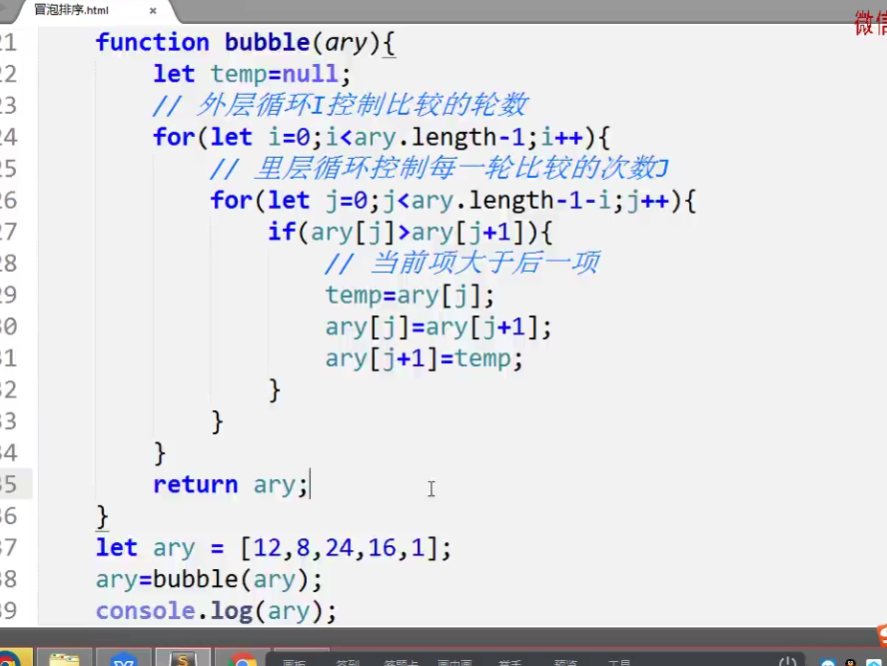 冒泡排序.html ×
微信
21 function bubble(ary){
22 let temp=null;
23 // 外层循环I控制比较的轮数
24 for(let i=0;i<ary.length-1;i++){
25 // 里层循环控制每一轮比较的次数J
26 for(let j=0;j<ary.length-1-i;j++){
27 if(ary[j]>ary[j+1]){
28 // 当前项大于后一项
29 temp=ary[j];
30 ary[j]=ary[j+1];
31 ary[j+1]=temp;
32 }
33 }
34 }
35 return ary;
36 }
37 let ary = [12,8,24,16,1];
38 ary=bubble(ary);
39 console.log(ary);